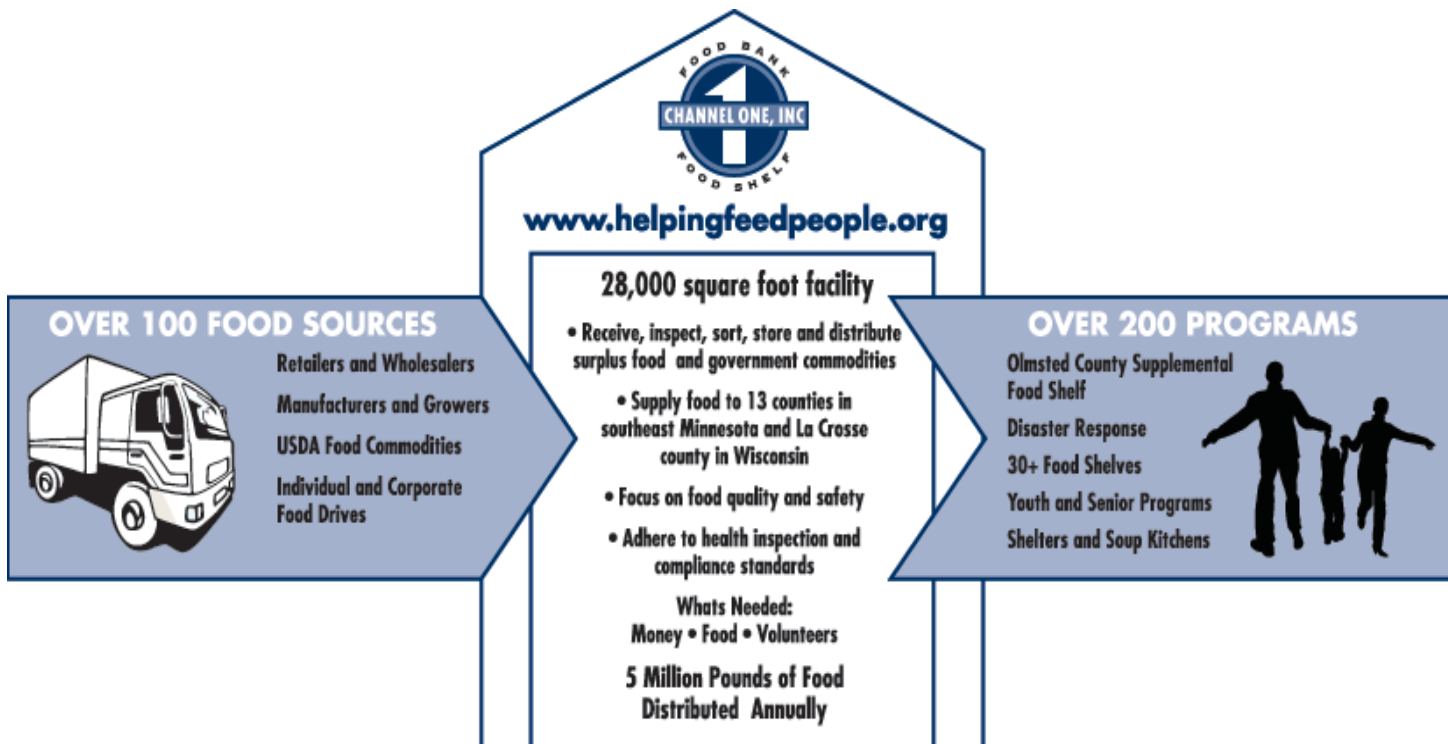 FOOD BANK
1
CHANNEL ONE, INC
FOOD SHELF
www.helpingfeedpeople.org
OVER 100 FOOD SOURCES
Retailers and Wholesalers
Manufacturers and Growers
USDA Food Commodities
Individual and Corporate
Food Drives
28,000 square foot facility
• Receive, inspect, sort, store and distribute
surplus food and government commodities
• Supply food to 13 counties in
southeast Minnesota and La Crosse
county in Wisconsin
• Focus on food quality and safety
• Adhere to health inspection and
compliance standards
Whats Needed:
Money • Food • Volunteers
5 Million Pounds of Food
Distributed Annually
OVER 200 PROGRAMS
Olmsted County Supplemental
Food Shelf
Disaster Response
30+ Food Shelves
Youth and Senior Programs
Shelters and Soup Kitchens